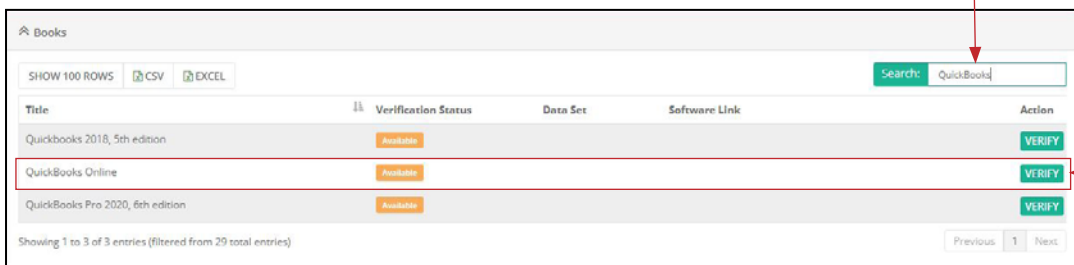 Books
SHOW 100 ROWS CSV EXCEL Search: QuickBooks
Title Verification Status Data Set Software Link Action
Quickbooks 2018, 5th edition Available VERIFY
QuickBooks Online Available VERIFY
QuickBooks Pro 2020, 6th edition Available VERIFY
Showing 1 to 3 of 3 entries (filtered from 29 total entries) Previous 1 Next